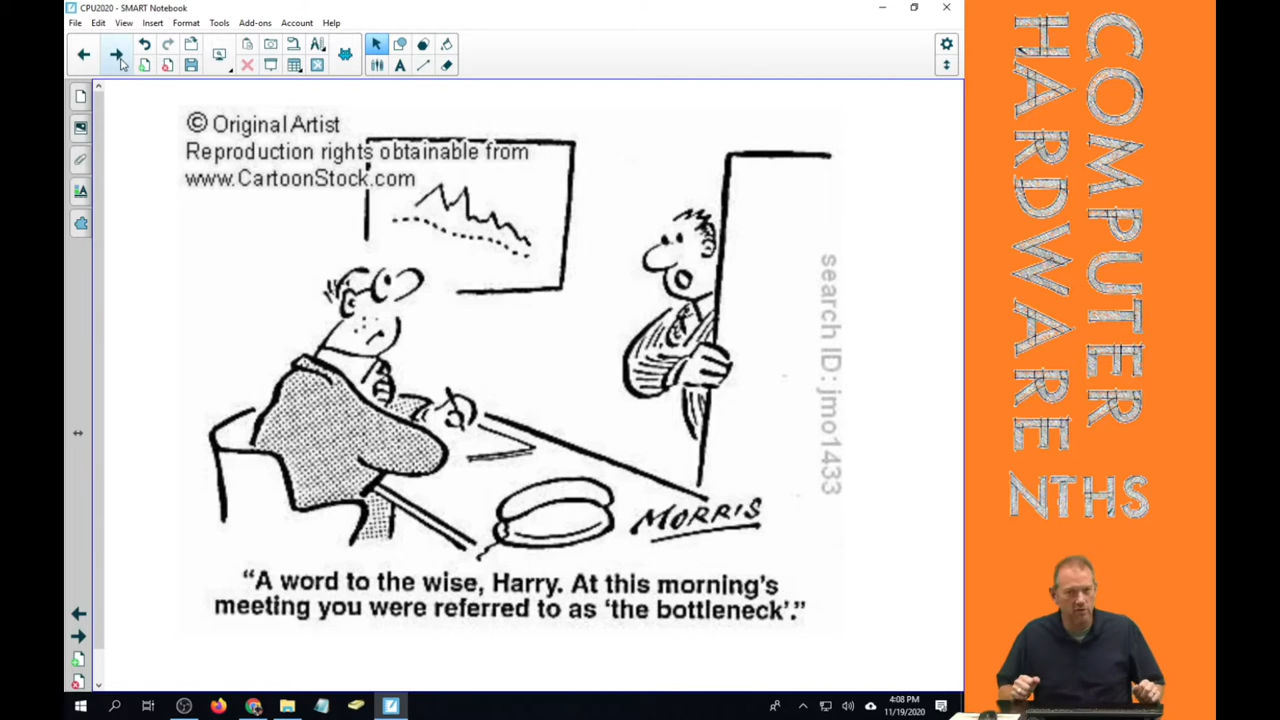 CPU2020 - SMART Notebook
File Edit View Insert Format Tools Add-ons Account Help
© Original Artist
Reproduction rights obtainable from
www.CartoonStock.com
search ID: jmo1433
MORRIS
“A word to the wise, Harry. At this morning's
meeting you were referred to as ‘the bottleneck’.”
COMPUTER
HARDWARE NTHS
4:08 PM
11/19/2020